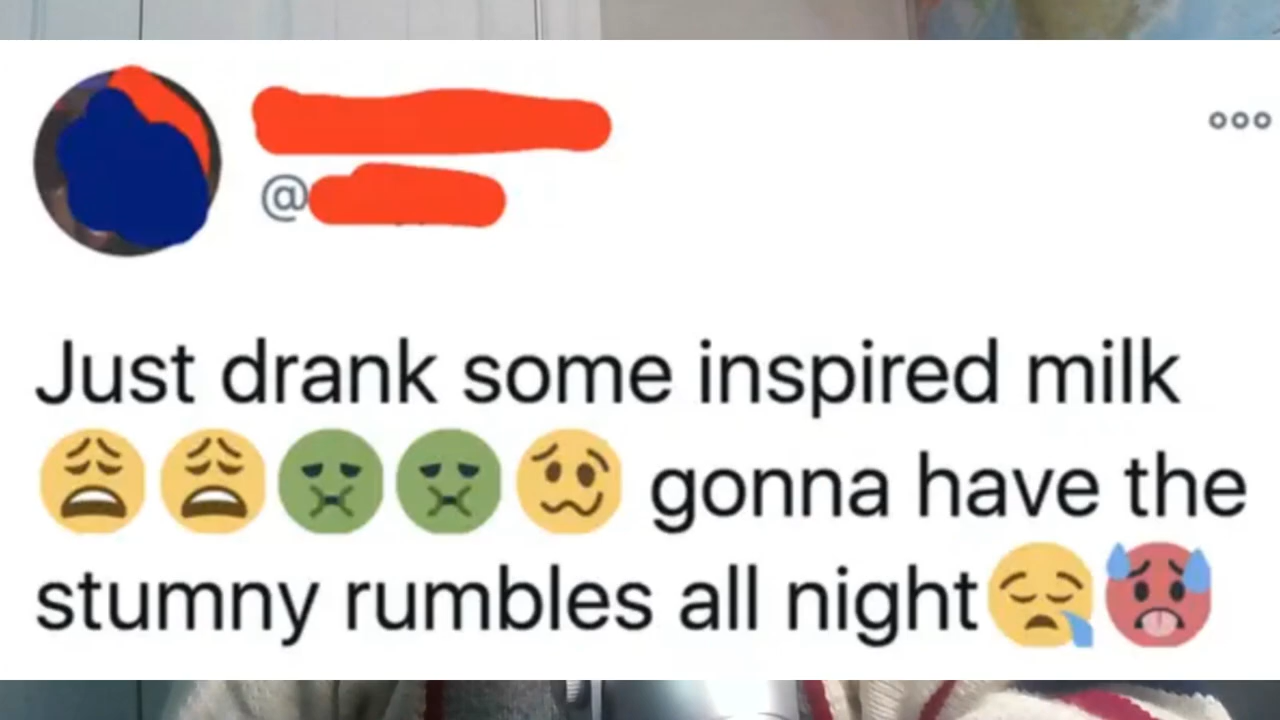 @
Just drank some inspired milk
😩😩🤢🤢🥴 gonna have the
stumny rumbles all night😪🥵